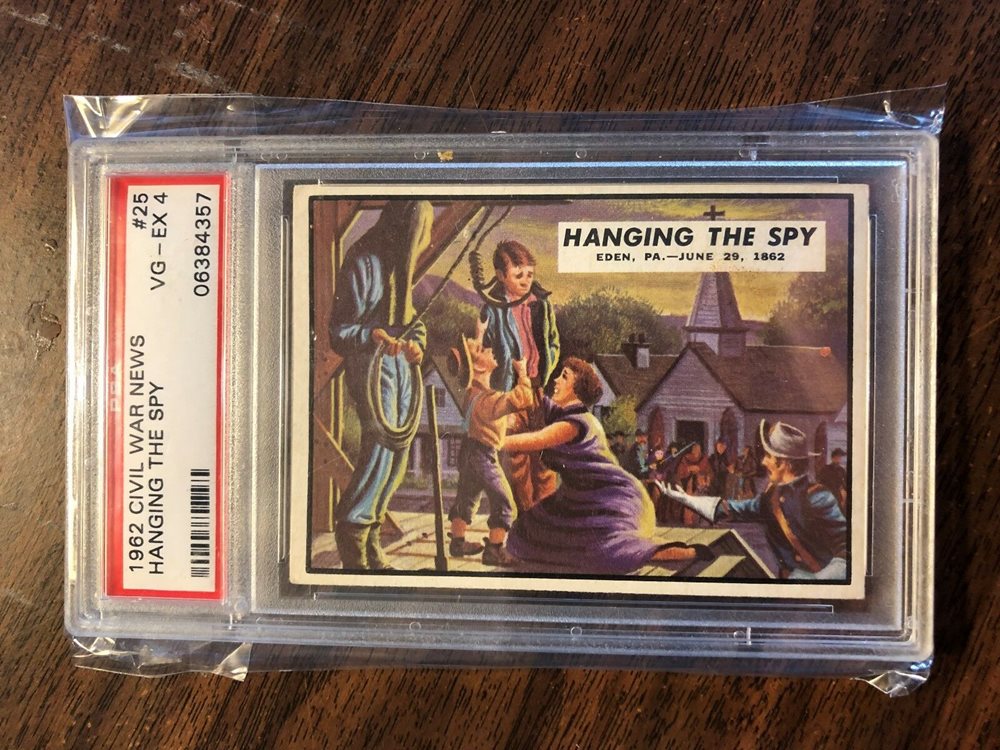 1962 CIVIL WAR NEWS #25
HANGING THE SPY VG - EX 4
06384357
HANGING THE SPY
EDEN, PA.—JUNE 29, 1862